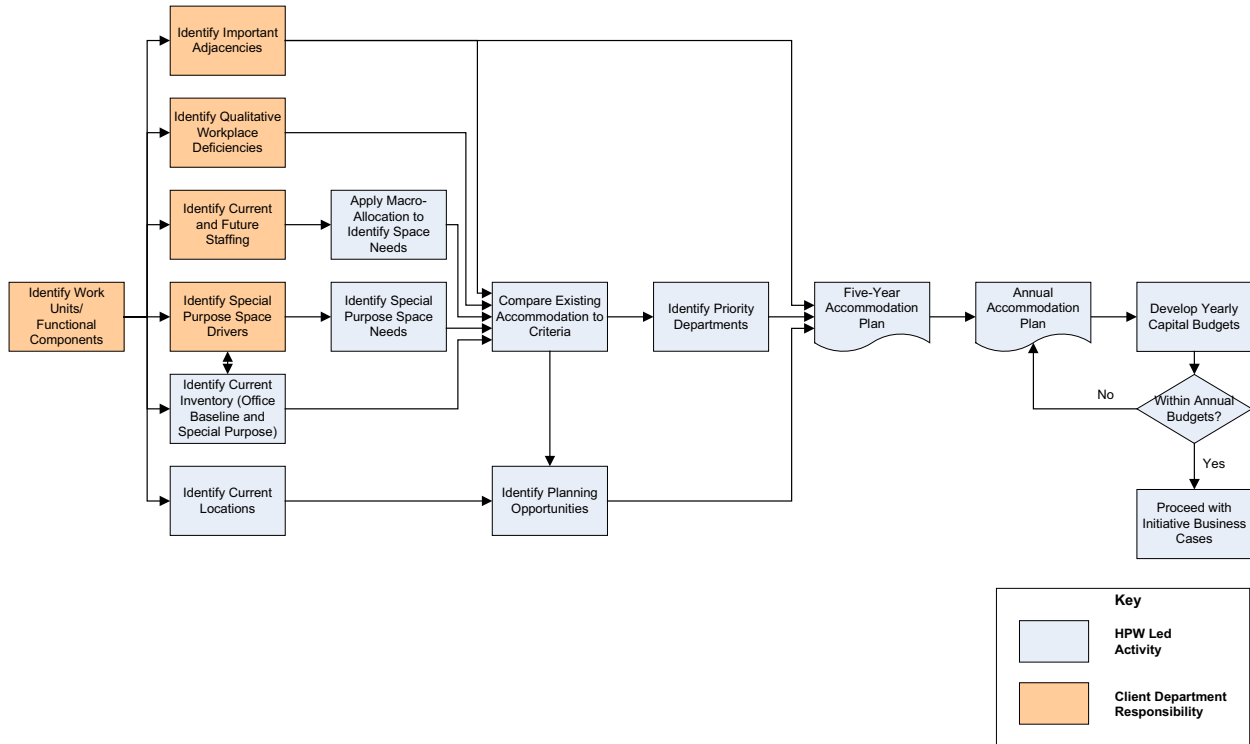 Identify Important
Adjacencies
Identify Qualitative
Workplace
Deficiencies
Identify Current
and Future
Staffing
Apply Macro-
Allocation to
Identify Space
Needs
Identify Work
Units/
Functional
Components
Identify Special
Purpose Space
Drivers
Identify Special
Purpose Space
Needs
Compare Existing
Accommodation to
Criteria
Identify Priority
Departments
Five-Year
Accommodation
Plan
Annual
Accommodation
Plan
Develop Yearly
Capital Budgets
Identify Current
Inventory (Office
Baseline and
Special Purpose)
No
Within Annual
Budgets?
Yes
Identify Current
Locations
Identify Planning
Opportunities
Proceed with
Initiative Business
Cases
Key
HPW Led
Activity
Client Department
Responsibility